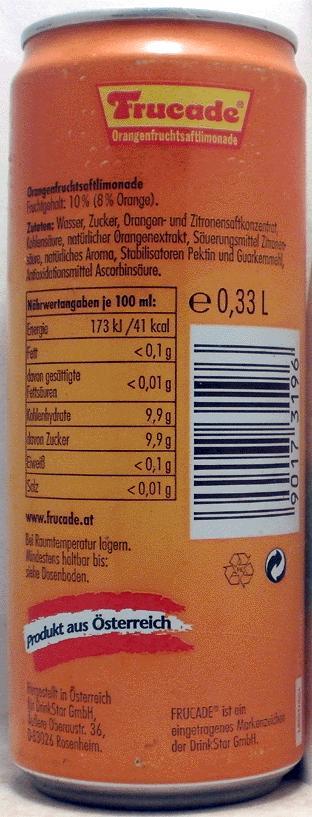 Frucade®
Orangenfruchtsaftlimonade
Orangenfruchtsaftlimonade
Fruchtgehalt: 10% (8% Orange).
Zutaten: Wasser, Zucker, Orangen- und Zitronensaftkonzentrat,
Kohlensäure, natürlicher Orangenextrakt, Säuerungsmittel Zitronen-
säure, natürliches Aroma, Stabilisatoren Pektin und Guarkernmehl,
Antioxidationsmittel Ascorbinsäure.
Nährwertangaben je 100 ml:
Energie 173 kJ /41 kcal
Fett <0,1 g
davon gesättigte
Fettsäuren <0,01 g
Kohlenhydrate 9,9 g
davon Zucker 9,9 g
Eiweiß <0,1 g
Salz <0,01 g
e 0,33 L
9017 3196
www.frucade.at
Bei Raumtemperatur lagern.
Mindestens haltbar bis:
siehe Dosenboden.
Produkt aus Österreich
Hergestellt in Österreich
für DrinkStar GmbH,
Äußere Oberaustr. 36,
D-83026 Rosenheim.
FRUCADE® ist ein
eingetragenes Markenzeichen
der DrinkStar GmbH.